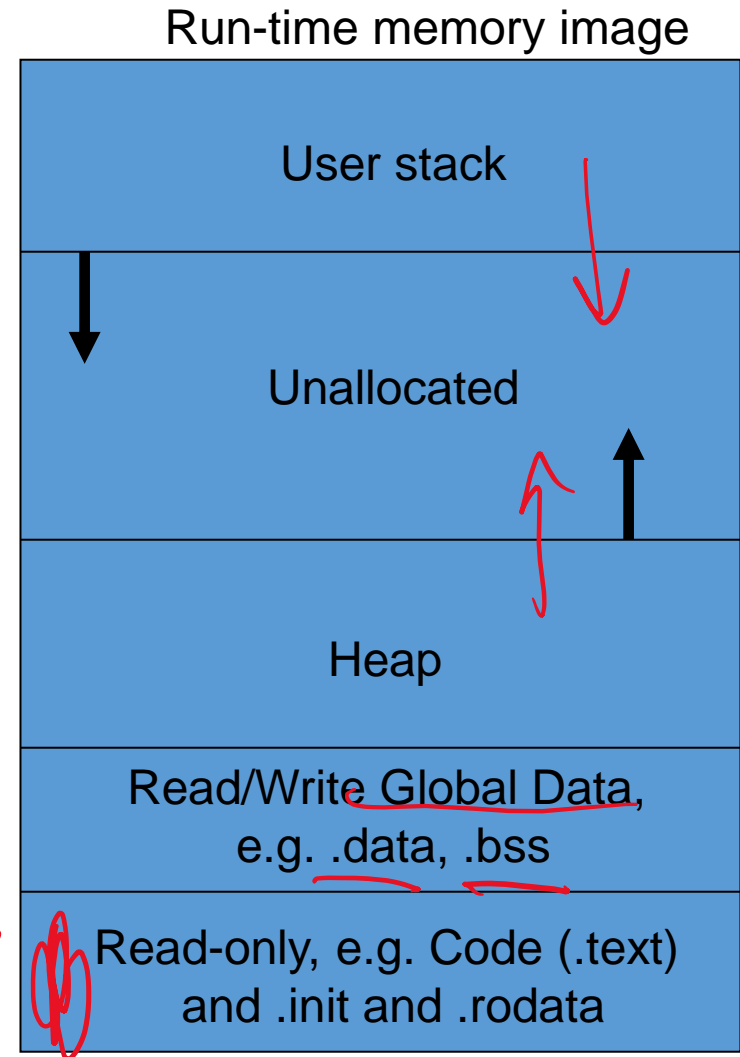 Run-time memory image
User stack
Unallocated
Heap
Read/Write Global Data,
e.g. .data, .bss
Read-only, e.g. Code (.text)
and .init and .rodata